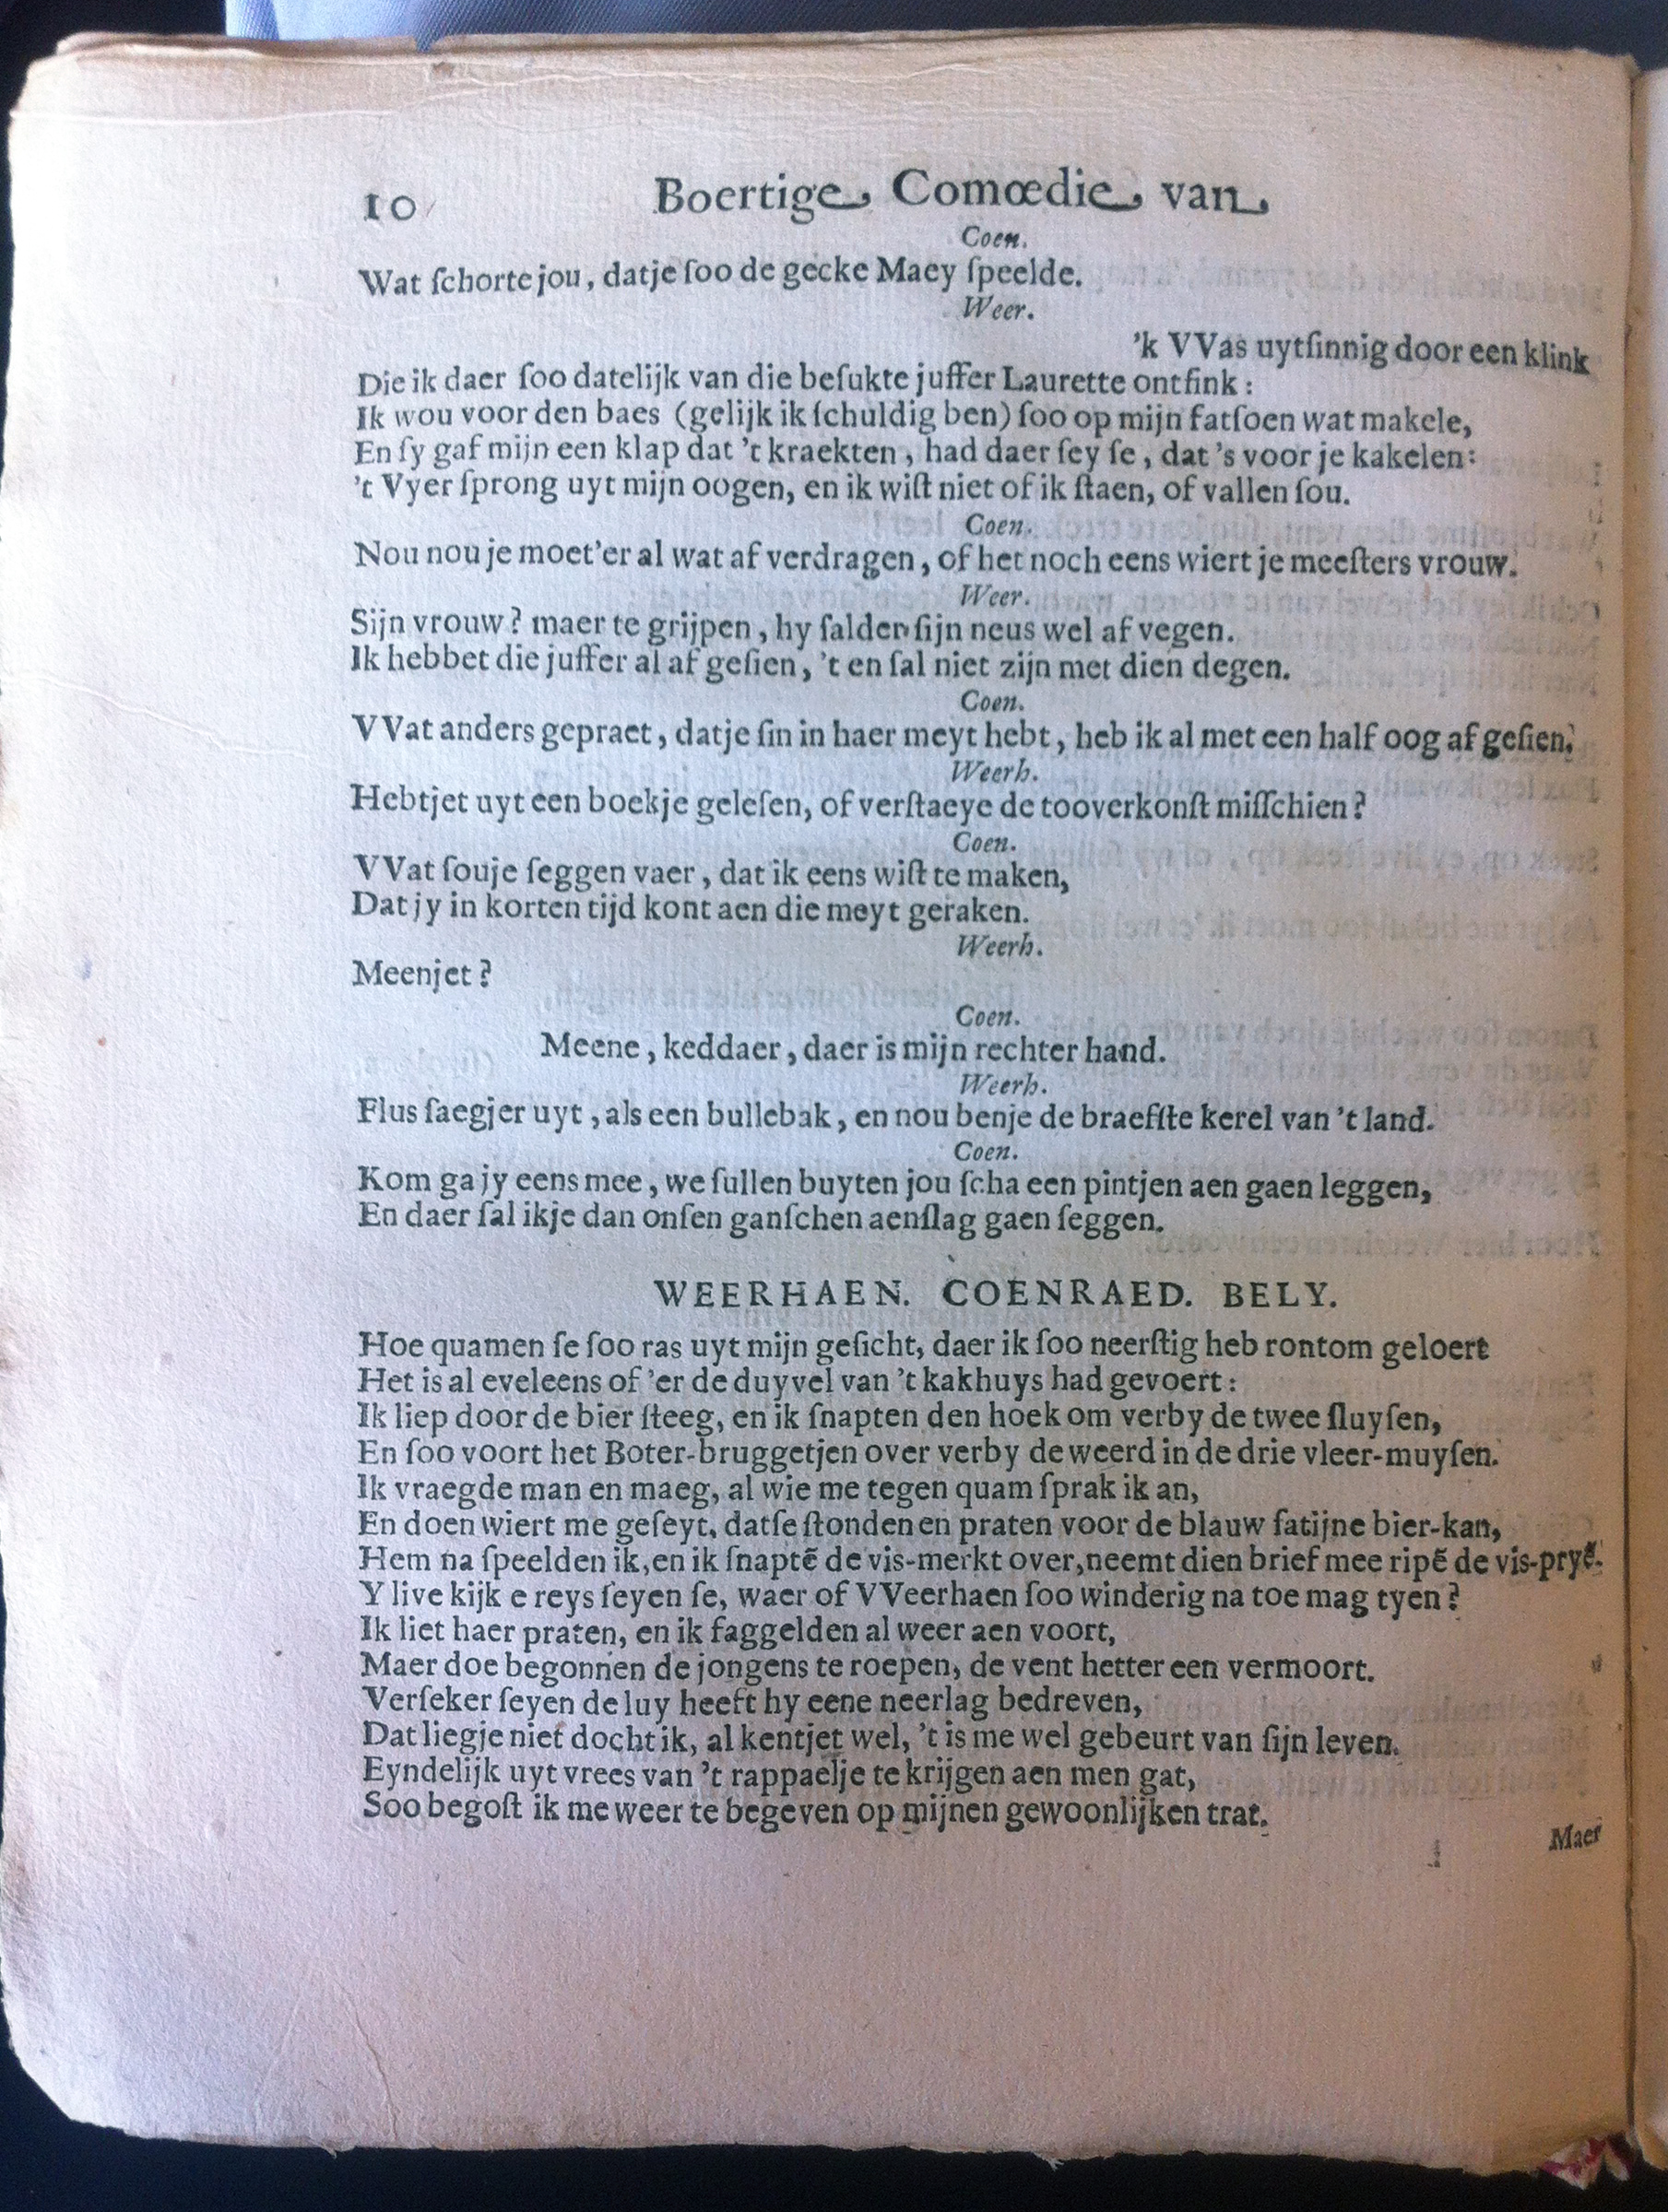 10 Boertige Comœdie van
Coen.
Wat ſchorte jou, datje ſoo de gecke Maey ſpeelde.
Weer.
'k VVas uytſinnig door een klink
Die ik daer ſoo datelijk van die beſukte juffer Laurette ontfink:
Ik wou voor den baes (gelijk ik ſchuldig ben) ſoo op mijn fatſoen wat makele,
En ſy gaf mijn een klap dat 't kraekten, had daer ſey ſe, dat 's voor je kakelen:
't Vyer ſprong uyt mijn oogen, en ik wiſt niet of ik ſtaen, of vallen ſou.
Coen.
Nou nou je moet'er al wat af verdragen, of het noch eens wiert je meeſters vrouw.
Weer.
Sijn vrouw? maer te grijpen, hy ſalder ſijn neus wel af vegen.
Ik hebbet die juffer al af geſien, 't en ſal niet zijn met dien degen.
Coen.
VVat anders gepraet, datje ſin in haer meyt hebt, heb ik al met een half oog af geſien.
Weerh.
Hebtjet uyt een boekje geleſen, of verſtaeye de tooverkonſt miſſchien?
Coen.
VVat ſouje ſeggen vaer, dat ik eens wiſt te maken,
Dat jy in korten tijd kont aen die meyt geraken.
Weerh.
Meenjet?
Coen.
Meene, keddaer, daer is mijn rechter hand.
Weerh.
Flus ſaegjer uyt, als een bullebak, en nou benje de braefſte kerel van 't land.
Coen.
Kom ga jy eens mee, we ſullen buyten jou ſcha een pintjen aen gaen leggen,
En daer ſal ikje dan onſen ganſchen aenſlag gaen ſeggen.
WEERHAEN. COENRAED. BELY.
Hoe quamen ſe ſoo ras uyt mijn geſicht, daer ik ſoo neerſtig heb rontom geloert
Het is al eveleens of 'er de duyvel van 't kakhuys had gevoert:
Ik liep door de bier ſteeg, en ik ſnapten den hoek om verby de twee ſluyſen,
En ſoo voort het Boter-bruggetjen over verby de weerd in de drie vleer-muyſen.
Ik vraegde man en maeg, al wie me tegen quam ſprak ik an,
En doen wiert me geſeyt, datſe ſtonden en praten voor de blauw ſatijne bier-kan,
Hem na ſpeelden ik, en ik ſnaptẽ de vis-merkt over, neemt dien brief mee ripẽ de vis-pryẽ.
Y live kijk e reys ſeyen ſe, waer of VVeerhaen ſoo winderig na toe mag tyen?
Ik liet haer praten, en ik faggelden al weer aen voort,
Maer doe begonnen de jongens te roepen, de vent hetter een vermoort.
Verſeker ſeyen de luy heeft hy eene neerlag bedreven,
Dat liegje niet docht ik, al kentjet wel, 't is me wel gebeurt van ſijn leven.
Eyndelijk uyt vrees van 't rappaelje te krijgen aen men gat,
Soo begoſt ik me weer te begeven op mijnen gewoonlijken trat.
Maer